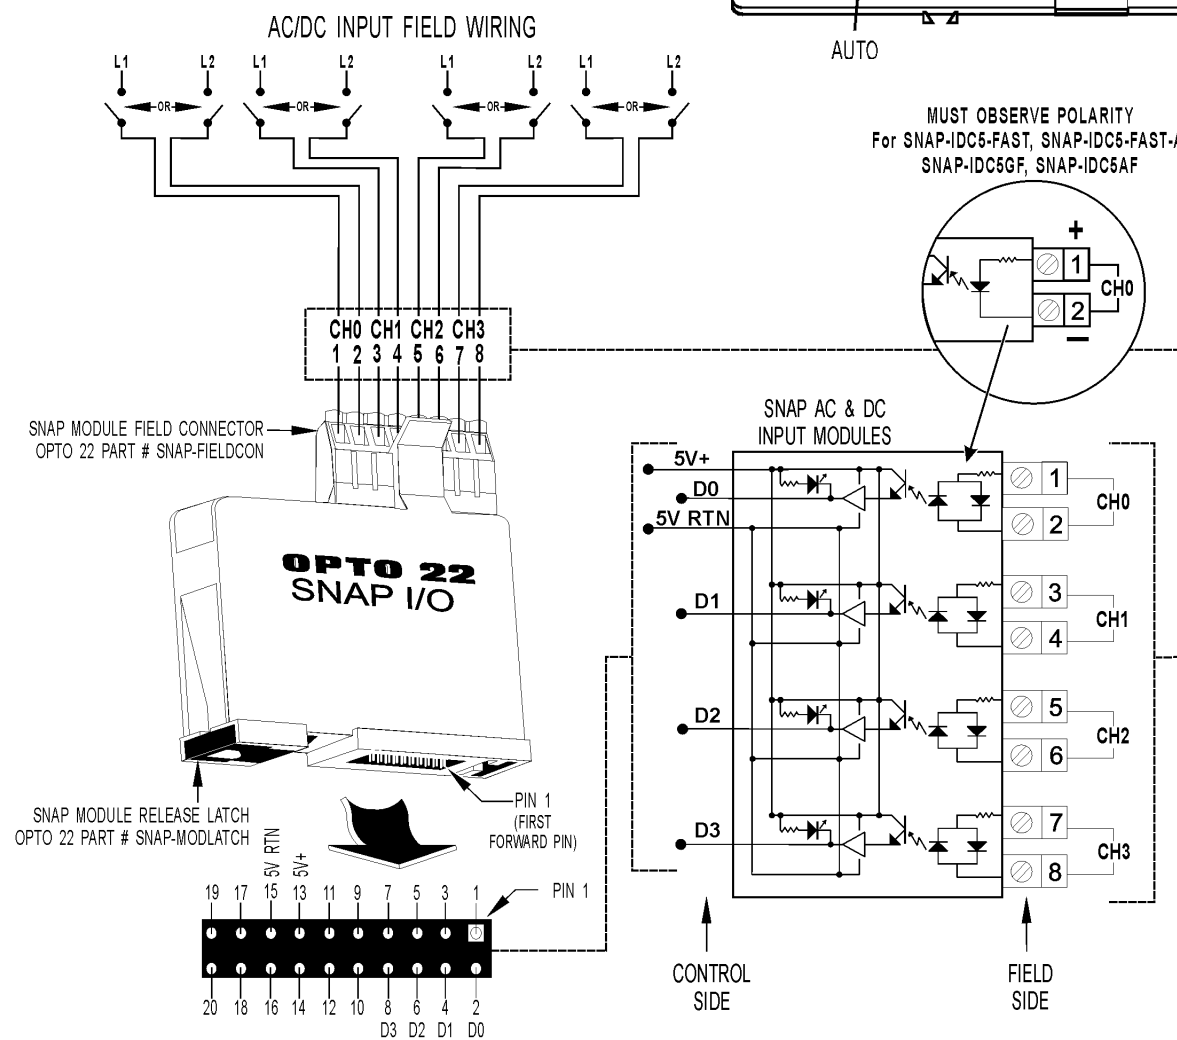 AC/DC INPUT FIELD WIRING
AUTO
L1 L2 L1 L2 L1 L2 L1 L2
OR OR OR OR
MUST OBSERVE POLARITY
For SNAP-IDC5-FAST, SNAP-IDC5-FAST-A
SNAP-IDC5GF, SNAP-IDC5AF
+
1
CH0
2
−
CH0 CH1 CH2 CH3
1 2 3 4 5 6 7 8
SNAP MODULE FIELD CONNECTOR
OPTO 22 PART # SNAP-FIELDCON
OPTO 22
SNAP I/O
SNAP AC & DC
INPUT MODULES
5V+
D0
5V RTN
D1
D2
D3
1
CH0
2
3
CH1
4
5
CH2
6
7
CH3
8
CONTROL
SIDE
FIELD
SIDE
PIN 1
(FIRST
FORWARD PIN)
SNAP MODULE RELEASE LATCH
OPTO 22 PART # SNAP-MODLATCH
5V RTN
5V+
19 17 15 13 11 9 7 5 3 1
PIN 1
20 18 16 14 12 10 8 6 4 2
D3 D2 D1 D0